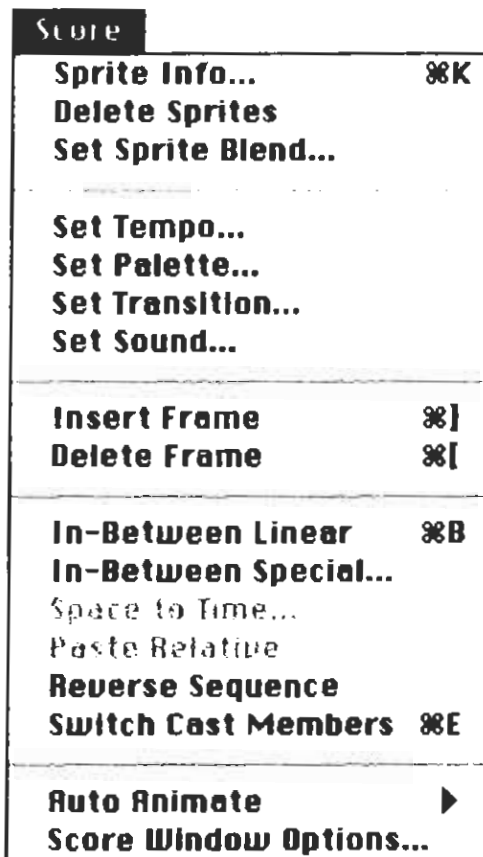 Score
Sprite Info... ⌘K
Delete Sprites
Set Sprite Blend...
Set Tempo...
Set Palette...
Set Transition...
Set Sound...
Insert Frame ⌘]
Delete Frame ⌘[
In-Between Linear ⌘B
In-Between Special...
Space to Time...
Paste Relative
Reverse Sequence
Switch Cast Members ⌘E
Auto Animate ▶
Score Window Options...